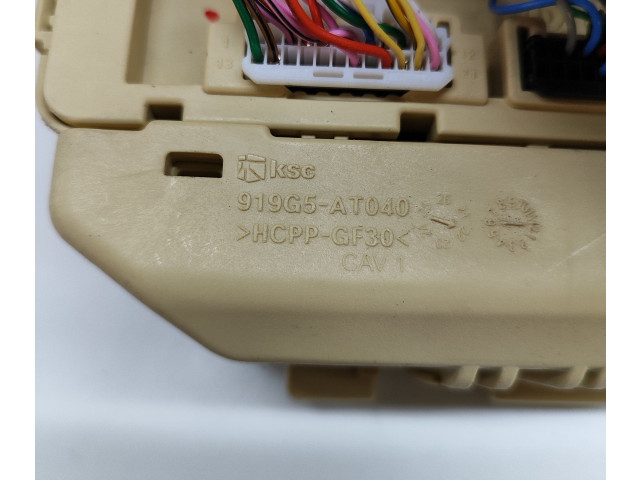 ksc
919G5-AT040
>HCPP-GF30<
CAV 1